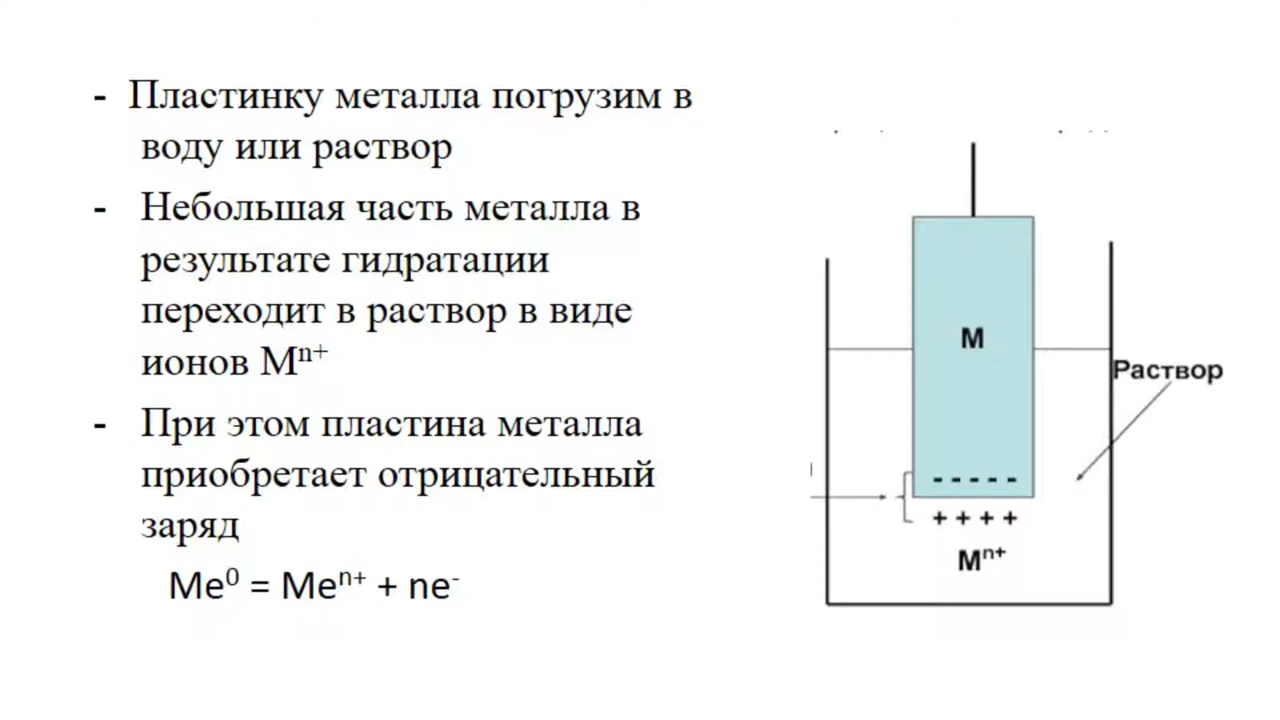 - Пластинку металла погрузим в
воду или раствор
- Небольшая часть металла в
результате гидратации
переходит в раствор в виде
ионов Mⁿ⁺
- При этом пластина металла
приобретает отрицательный
заряд
Me⁰ = Meⁿ⁺ + ne⁻
M
Раствор
- - - - -
+ + + +
Mⁿ⁺